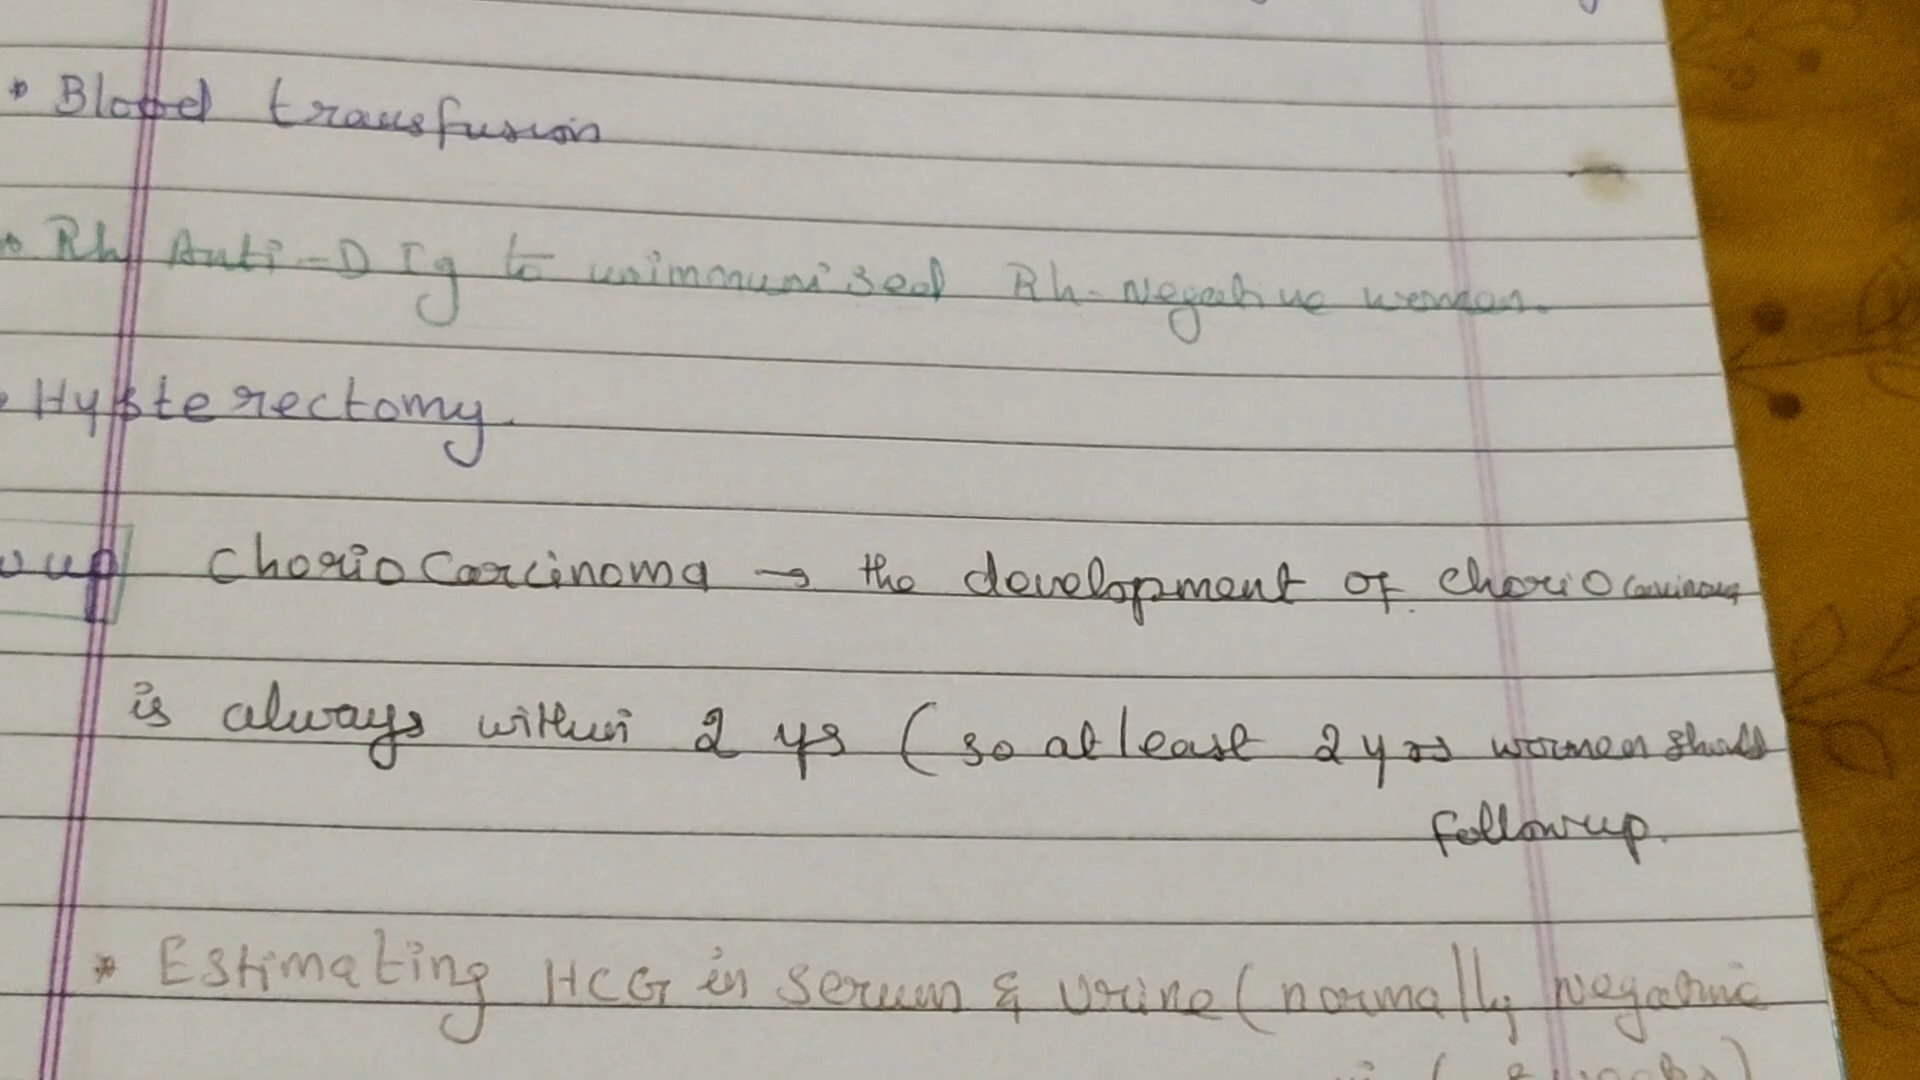 * Blood transfusion
* Rh Anti-D Ig to unimmunised Rh-Negative women.
Hysterectomy.
up Choriocarcinoma → the development of choriocarcinoma
is always within 2 ys (so atleast 2 yrs women should
followup.
* Estimating HCG in serum & urine (normally negative